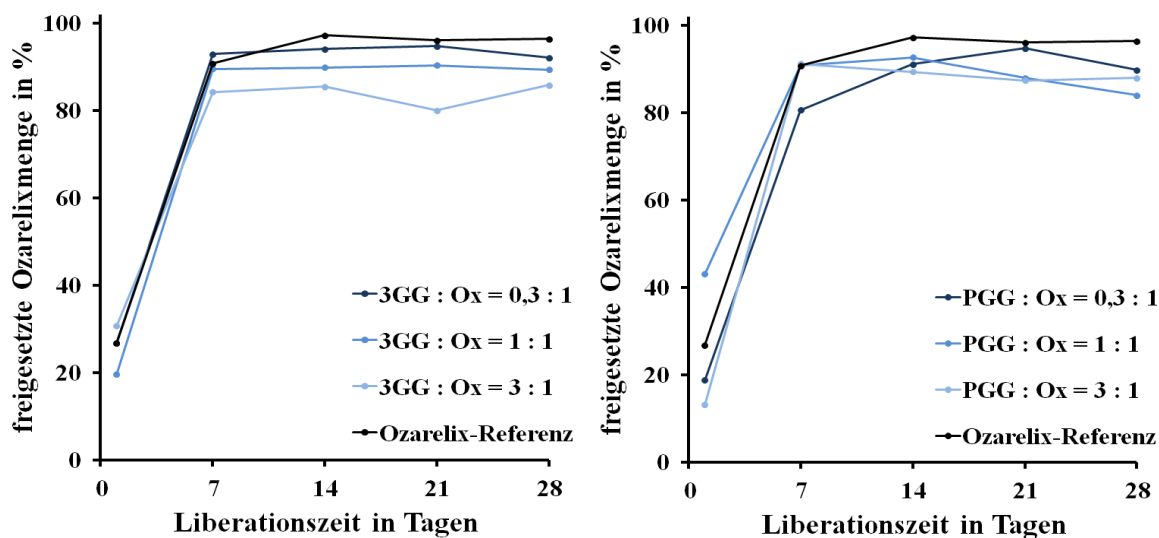 freigesetzte Ozarelixmenge in %
100
80
60
40
20
0
0 7 14 21 28
Liberationszeit in Tagen
3GG : Ox = 0,3 : 1
3GG : Ox = 1 : 1
3GG : Ox = 3 : 1
Ozarelix-Referenz
freigesetzte Ozarelixmenge in %
100
80
60
40
20
0
0 7 14 21 28
Liberationszeit in Tagen
PGG : Ox = 0,3 : 1
PGG : Ox = 1 : 1
PGG : Ox = 3 : 1
Ozarelix-Referenz